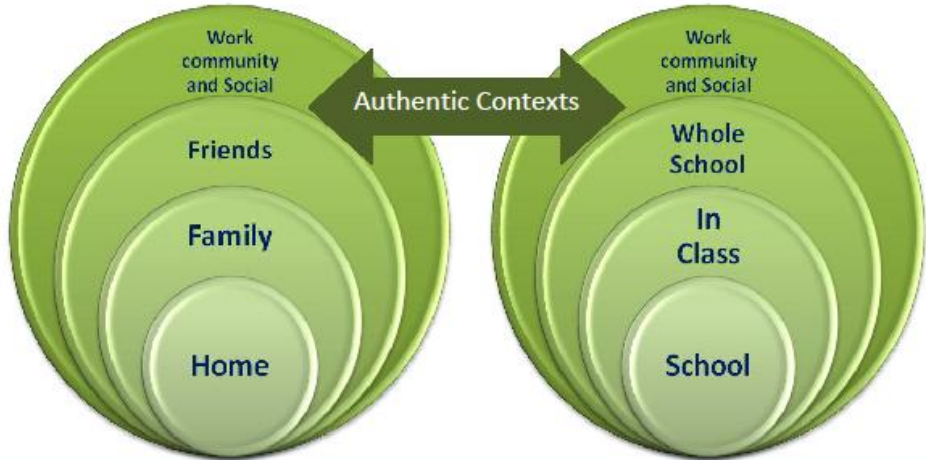 Work
community
and Social
Friends
Family
Home
Authentic Contexts
Work
community
and Social
Whole
School
In
Class
School